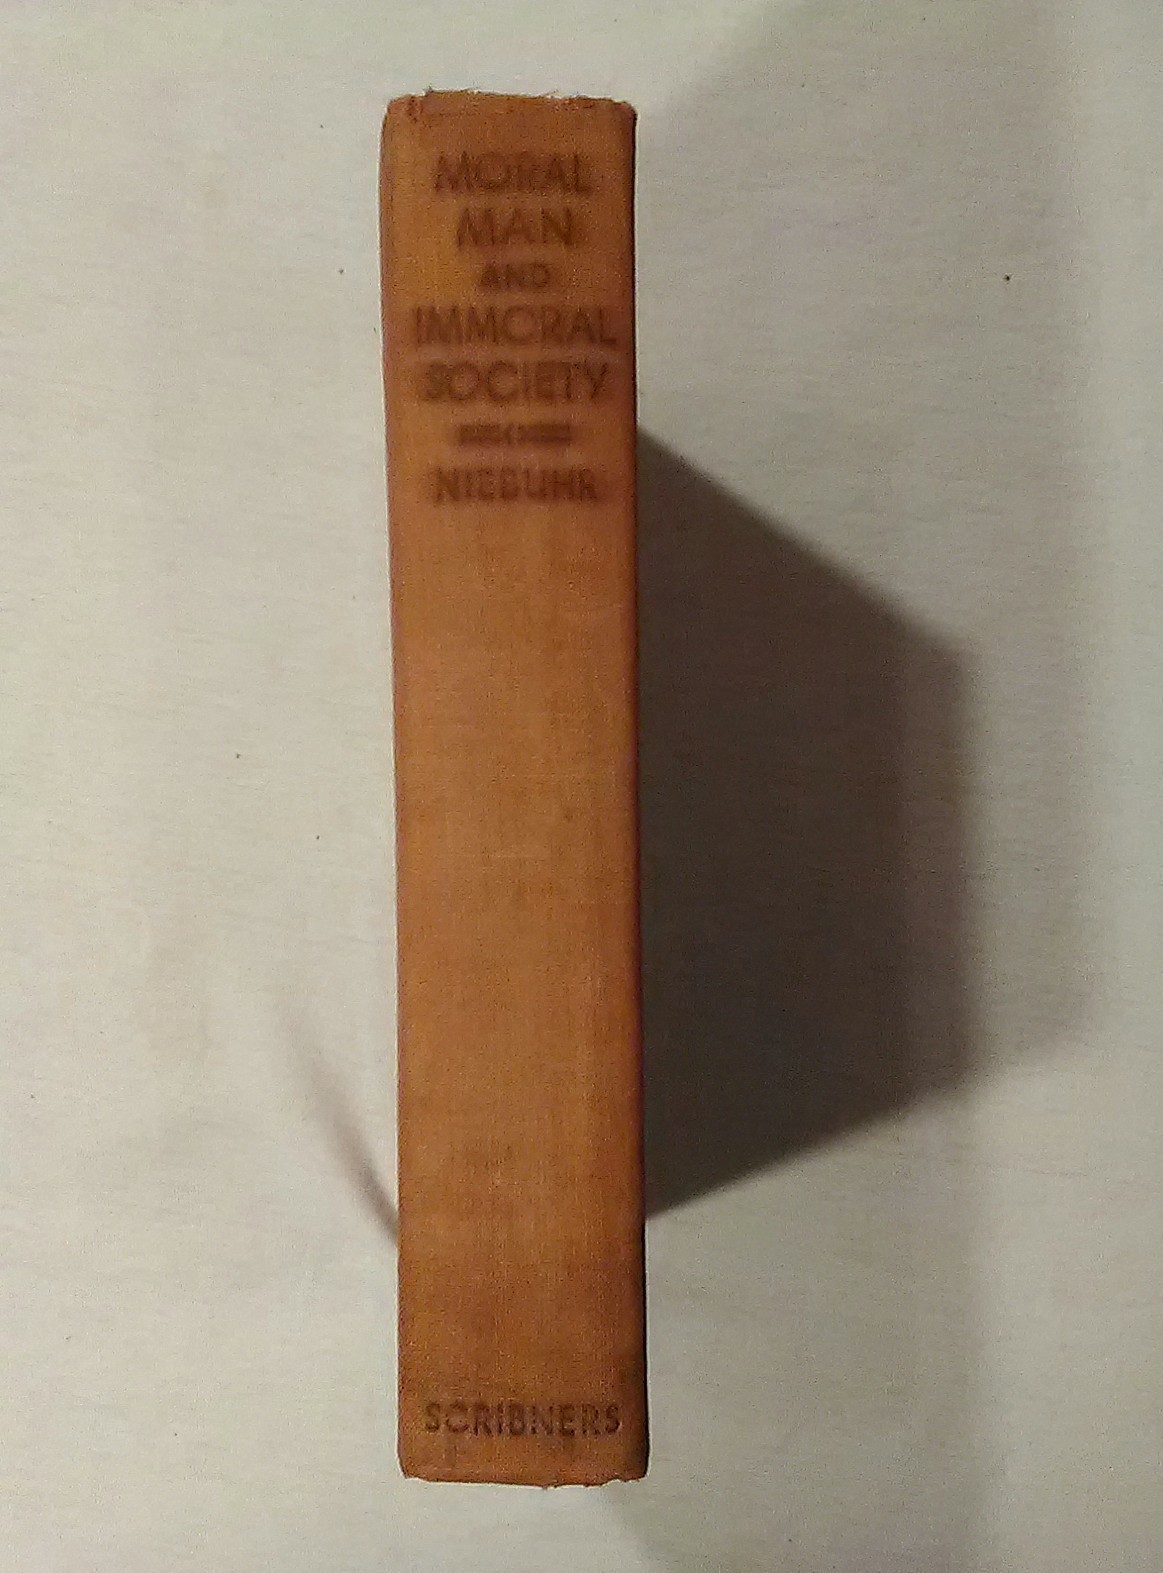 MORAL
MAN
AND
IMMORAL
SOCIETY
NIEBUHR
SCRIBNERS